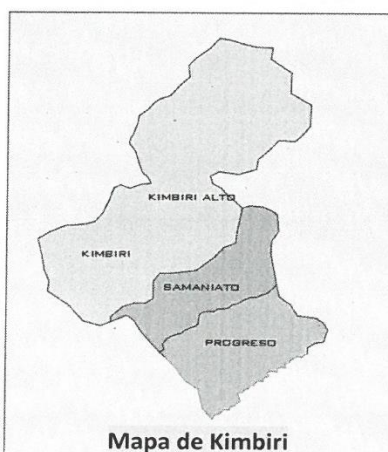 KIMBIRI ALTO
KIMBIRI
SAMANIATO
PROGRESO
Mapa de Kimbiri